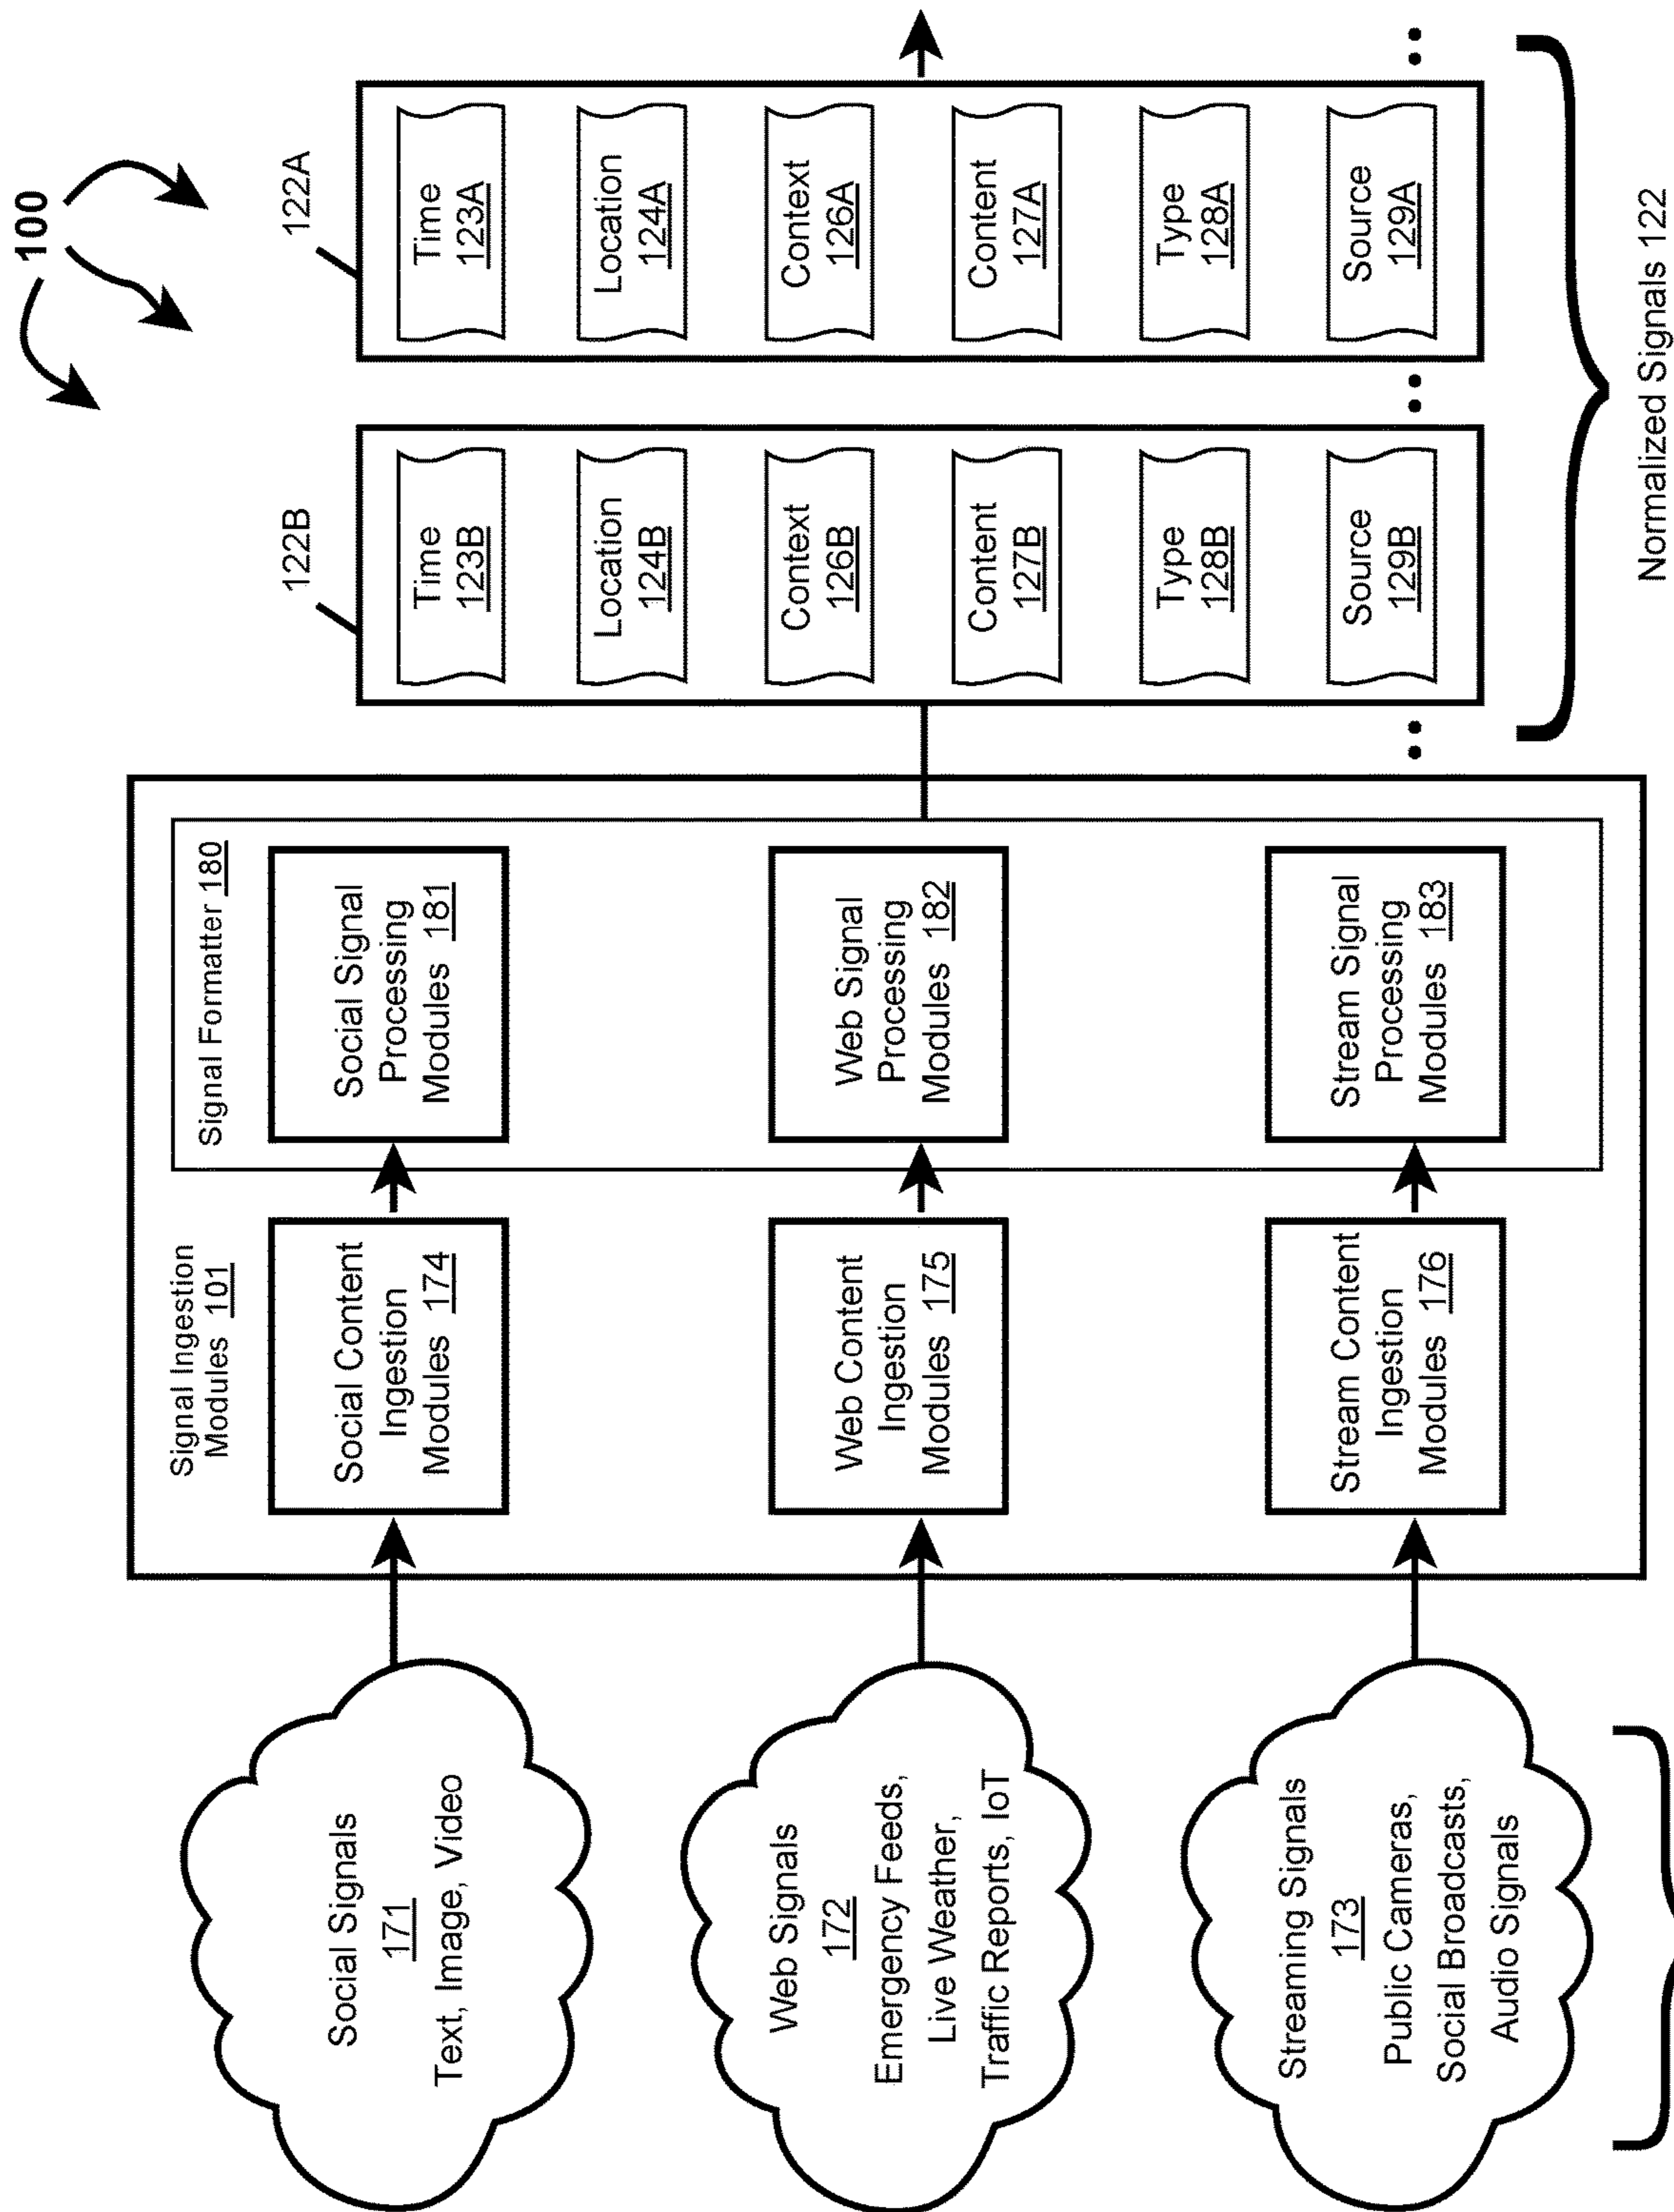 100
Social Signals
171
Text, Image, Video
Web Signals
172
Emergency Feeds,
Live Weather,
Traffic Reports, IoT
Streaming Signals
173
Public Cameras,
Social Broadcasts,
Audio Signals
Signal Ingestion
Modules 101
Social Content
Ingestion
Modules 174
Web Content
Ingestion
Modules 175
Stream Content
Ingestion
Modules 176
Signal Formatter 180
Social Signal
Processing
Modules 181
Web Signal
Processing
Modules 182
Stream Signal
Processing
Modules 183
122B
Time
123B
Location
124B
Context
126B
Content
127B
Type
128B
Source
129B
122A
Time
123A
Location
124A
Context
126A
Content
127A
Type
128A
Source
129A
Normalized Signals 122